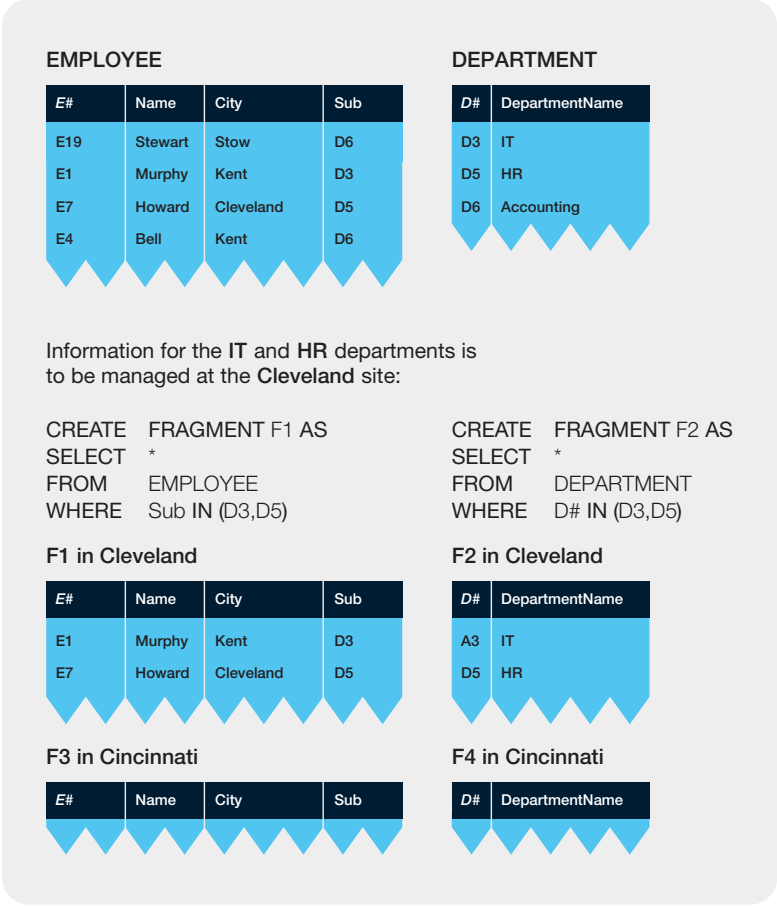 EMPLOYEE
E# Name City Sub
E19 Stewart Stow D6
E1 Murphy Kent D3
E7 Howard Cleveland D5
E4 Bell Kent D6
DEPARTMENT
D# DepartmentName
D3 IT
D5 HR
D6 Accounting
Information for the IT and HR departments is
to be managed at the Cleveland site:
CREATE FRAGMENT F1 AS
SELECT *
FROM EMPLOYEE
WHERE Sub IN (D3,D5)
CREATE FRAGMENT F2 AS
SELECT *
FROM DEPARTMENT
WHERE D# IN (D3,D5)
F1 in Cleveland
E# Name City Sub
E1 Murphy Kent D3
E7 Howard Cleveland D5
F2 in Cleveland
D# DepartmentName
A3 IT
D5 HR
F3 in Cincinnati
E# Name City Sub
F4 in Cincinnati
D# DepartmentName